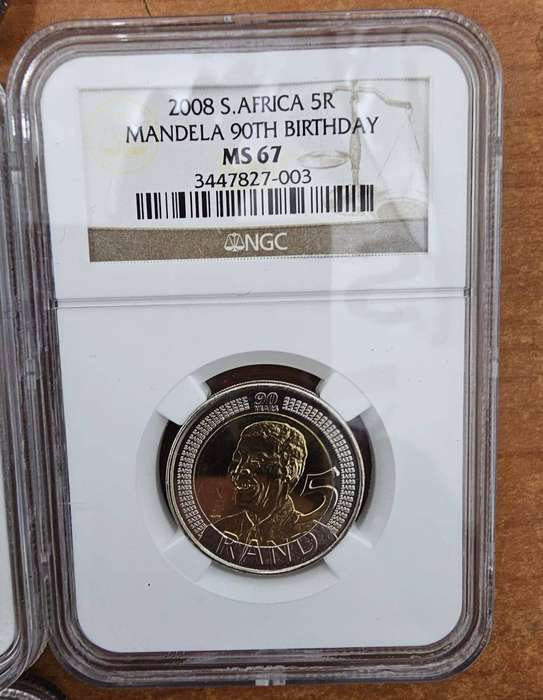 2008 S.AFRICA 5R
MANDELA 90TH BIRTHDAY
MS 67
3447827-003
NGC
90
YEARS
5
RAND